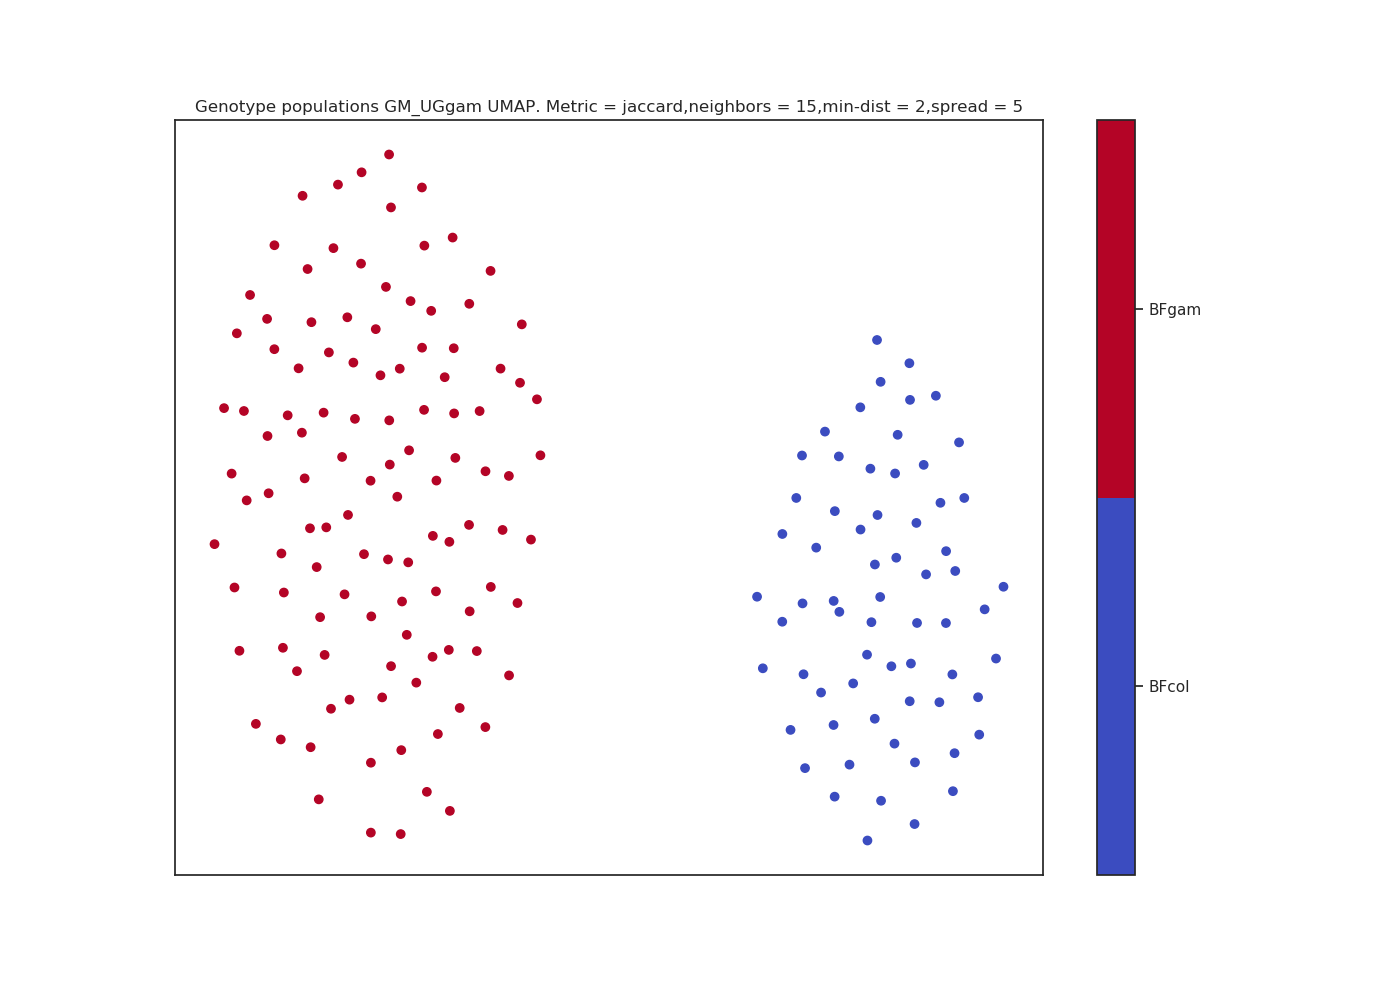 Genotype populations GM_UGgam UMAP. Metric = jaccard,neighbors = 15,min-dist = 2,spread = 5
BFgam
BFcol